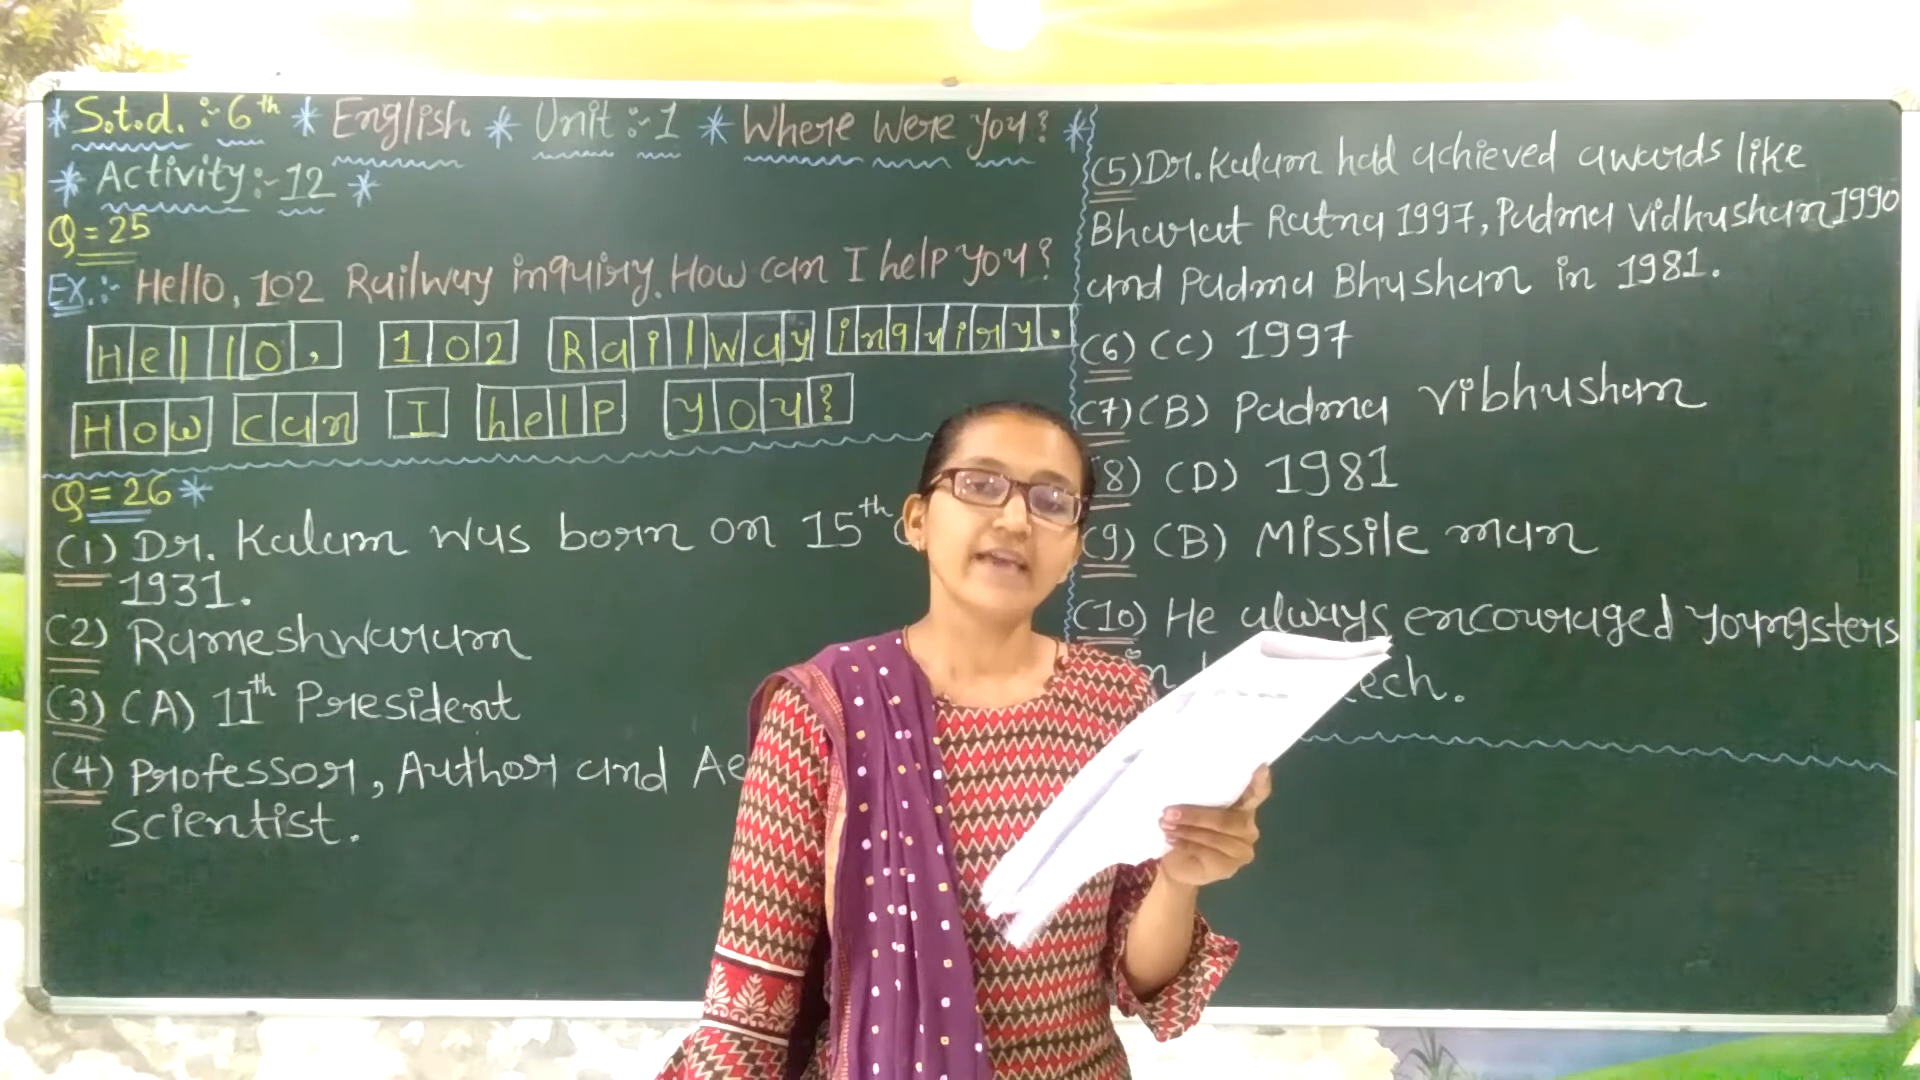 * S.t.d. :- 6th * English * Unit :- 1 * Where Were You? *
* Activity :- 12 *
Q = 25
EX. :- Hello, 102 Railway inquiry. How can I help you?
Hello, 102 Railway inquiry.
How can I help you?
Q = 26 *
(1) Dr. Kalam was born on 15th
1931.
(2) Rameshwaram
(3) (A) 11th President
(4) Professor, Author and Ae
scientist.
(5) Dr. Kalam had achieved awards like
Bharat Ratna 1997, Padma Vidhushan 1990
and Padma Bhushan in 1981.
(6) (C) 1997
(7) (B) Padma Vibhushan
(8) (D) 1981
(9) (B) Missile man
(10) He always encouraged youngsters
in ech.